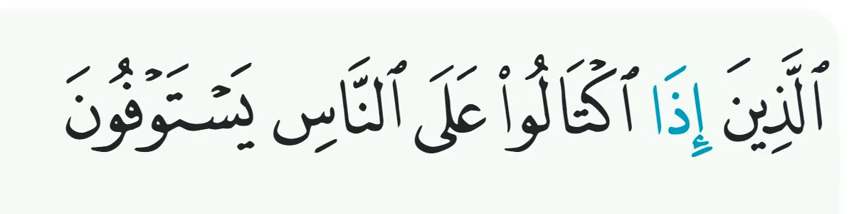 ٱلَّذِينَ إِذَا ٱكْتَالُوا۟ عَلَى ٱلنَّاسِ يَسْتَوْفُونَ